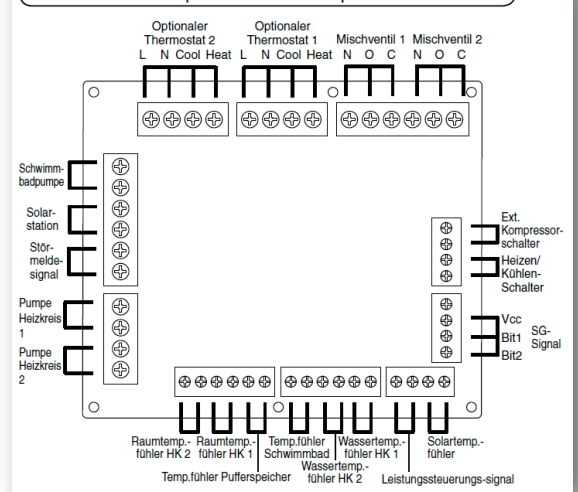 Optionaler
Thermostat 2
L N Cool Heat
Optionaler
Thermostat 1
L N Cool Heat
Mischventil 1
N O C
Mischventil 2
N O C
Schwimm-
badpumpe
Solar-
station
Stör-
melde-
signal
Pumpe
Heizkreis
1
Pumpe
Heizkreis
2
Ext.
Kompressor-
schalter
Heizen/
Kühlen-
Schalter
Vcc
Bit1
Bit2
SG-
Signal
Raumtemp.-
fühler HK 2
Raumtemp.-
fühler HK 1
Temp.fühler Pufferspeicher
Temp.fühler
Schwimmbad
Wassertemp.-
fühler HK 2
Wassertemp.-
fühler HK 1
Leistungssteuerungs-signal
Solartemp.-
fühler